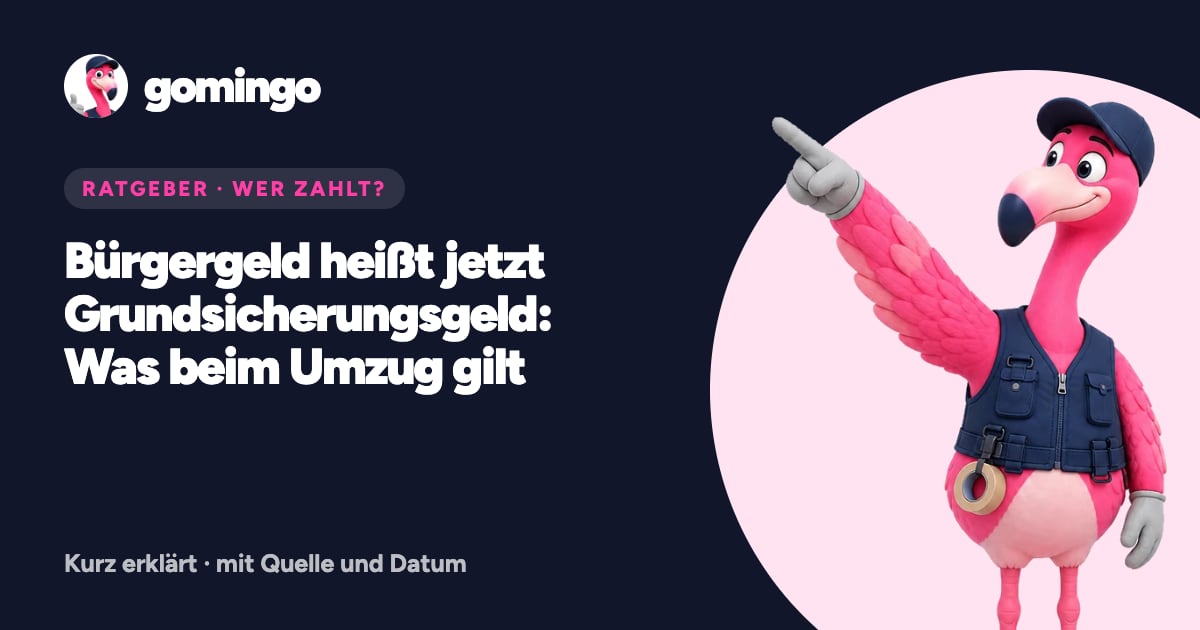 gomingo
RATGEBER · WER ZAHLT?
Bürgergeld heißt jetzt
Grundsicherungsgeld:
Was beim Umzug gilt
Kurz erklärt · mit Quelle und Datum